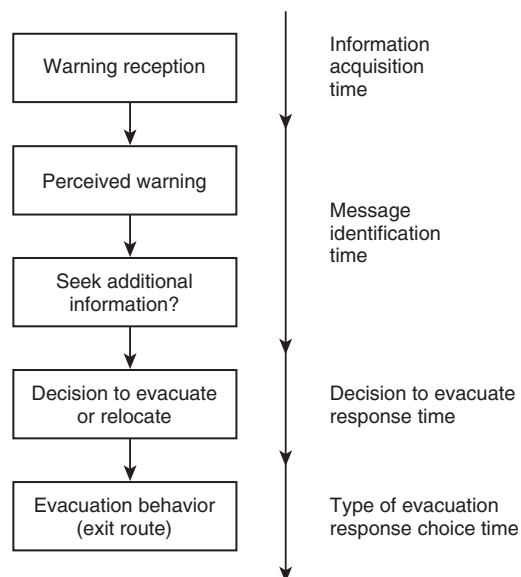 Warning reception
Information
acquisition
time
Perceived warning
Message
identification
time
Seek additional
information?
Decision to evacuate
or relocate
Decision to evacuate
response time
Evacuation behavior
(exit route)
Type of evacuation
response choice time